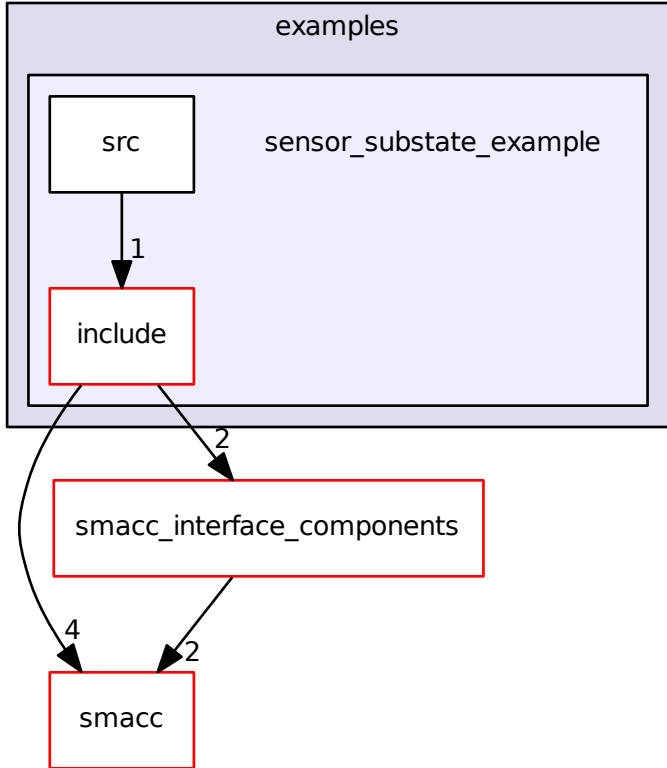 examples
src
sensor_substate_example
1
include
2
smacc_interface_components
4
2
smacc